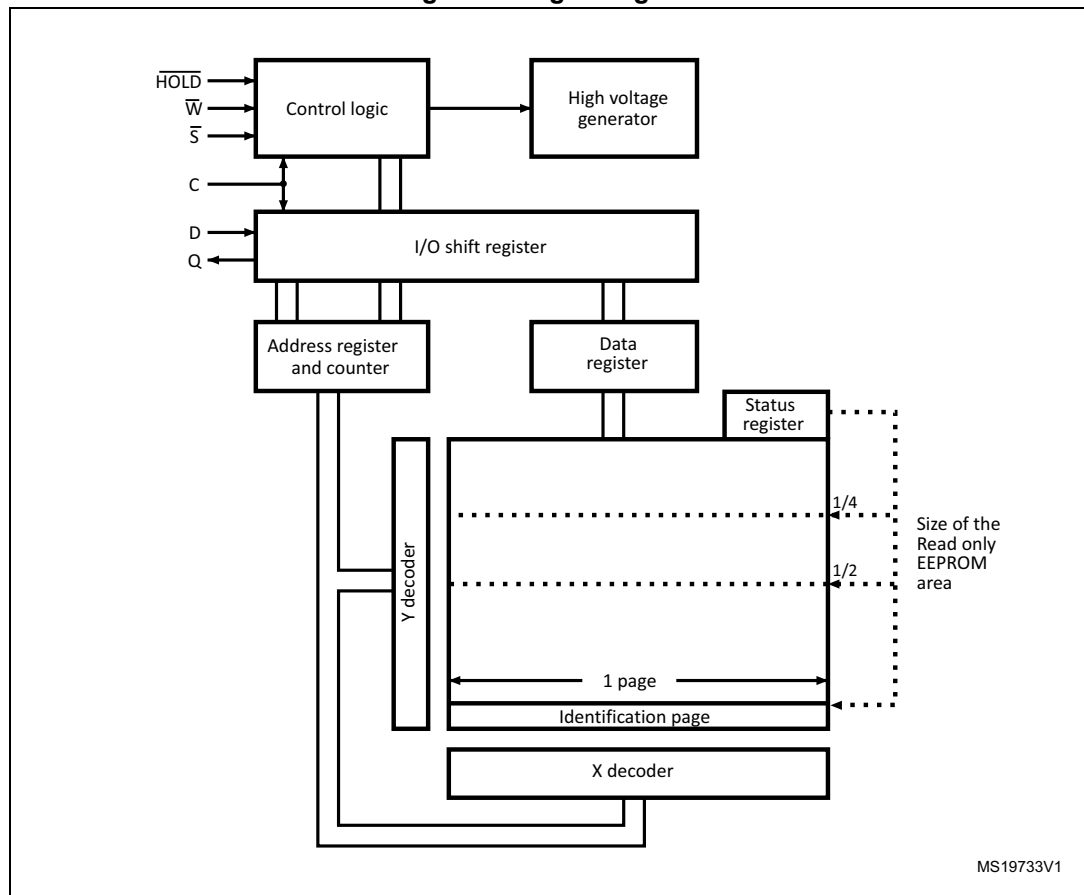 HOLD
W
S
C
D
Q
Control logic
High voltage
generator
I/O shift register
Address register
and counter
Data
register
Status
register
1/4
1/2
Size of the
Read only
EEPROM
area
Y decoder
1 page
Identification page
X decoder
MS19733V1